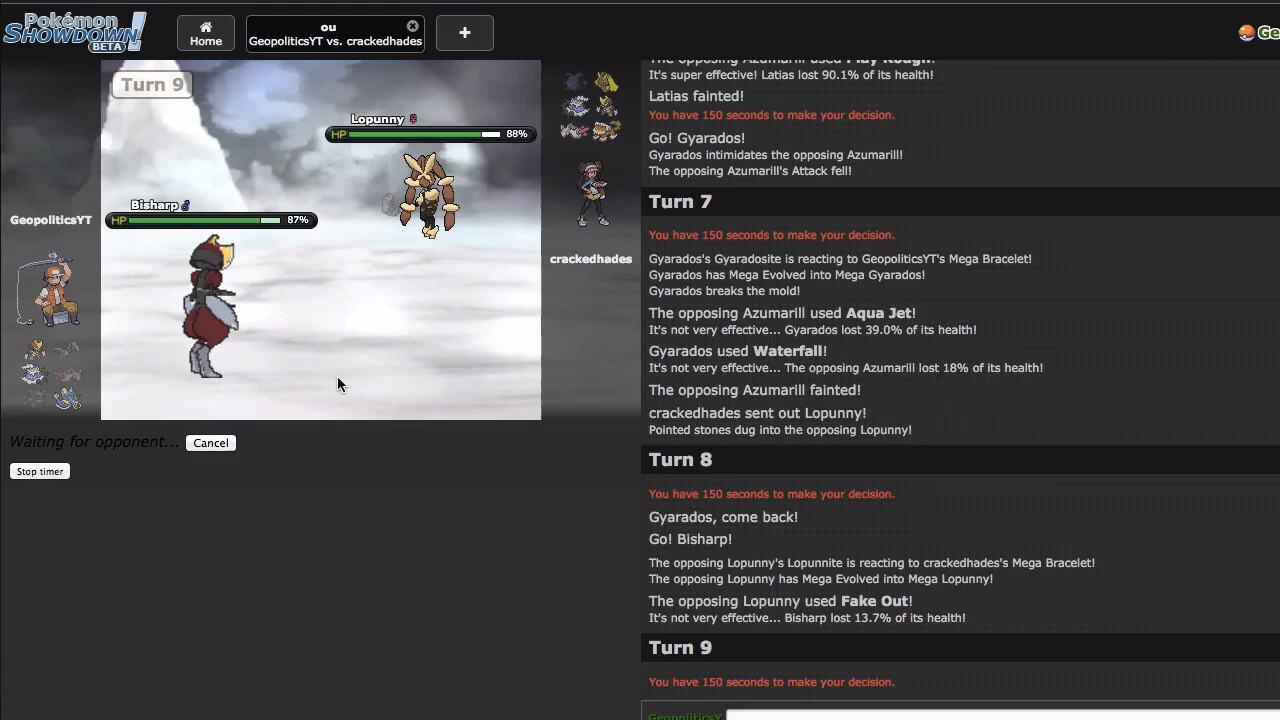 Pokémon
SHOWDOWN!
BETA
Home
ou
GeopoliticsYT vs. crackedhades
+
Ge
Turn 9
Lopunny
HP
88%
Bisharp
HP
87%
GeopoliticsYT
crackedhades
Waiting for opponent...
Cancel
Stop timer
The opposing Azumarill used Play Rough!
It's super effective! Latias lost 90.1% of its health!
Latias fainted!
You have 150 seconds to make your decision.
Go! Gyarados!
Gyarados intimidates the opposing Azumarill!
The opposing Azumarill's Attack fell!
Turn 7
You have 150 seconds to make your decision.
Gyarados's Gyaradosite is reacting to GeopoliticsYT's Mega Bracelet!
Gyarados has Mega Evolved into Mega Gyarados!
Gyarados breaks the mold!
The opposing Azumarill used Aqua Jet!
It's not very effective... Gyarados lost 39.0% of its health!
Gyarados used Waterfall!
It's not very effective... The opposing Azumarill lost 18% of its health!
The opposing Azumarill fainted!
crackedhades sent out Lopunny!
Pointed stones dug into the opposing Lopunny!
Turn 8
You have 150 seconds to make your decision.
Gyarados, come back!
Go! Bisharp!
The opposing Lopunny's Lopunnite is reacting to crackedhades's Mega Bracelet!
The opposing Lopunny has Mega Evolved into Mega Lopunny!
The opposing Lopunny used Fake Out!
It's not very effective... Bisharp lost 13.7% of its health!
Turn 9
You have 150 seconds to make your decision.
GeopoliticsY